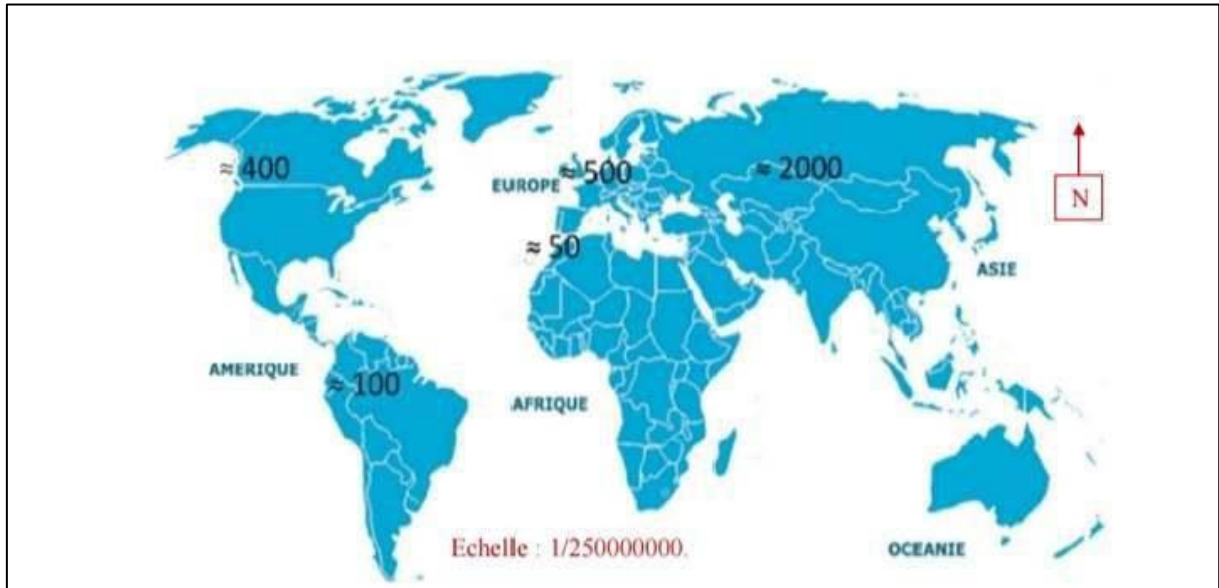 ≈ 400
EUROPE
≈ 500
≈ 2000
N
≈ 50
ASIE
AMERIQUE
≈ 100
AFRIQUE
Echelle : 1/250000000.
OCEANIE